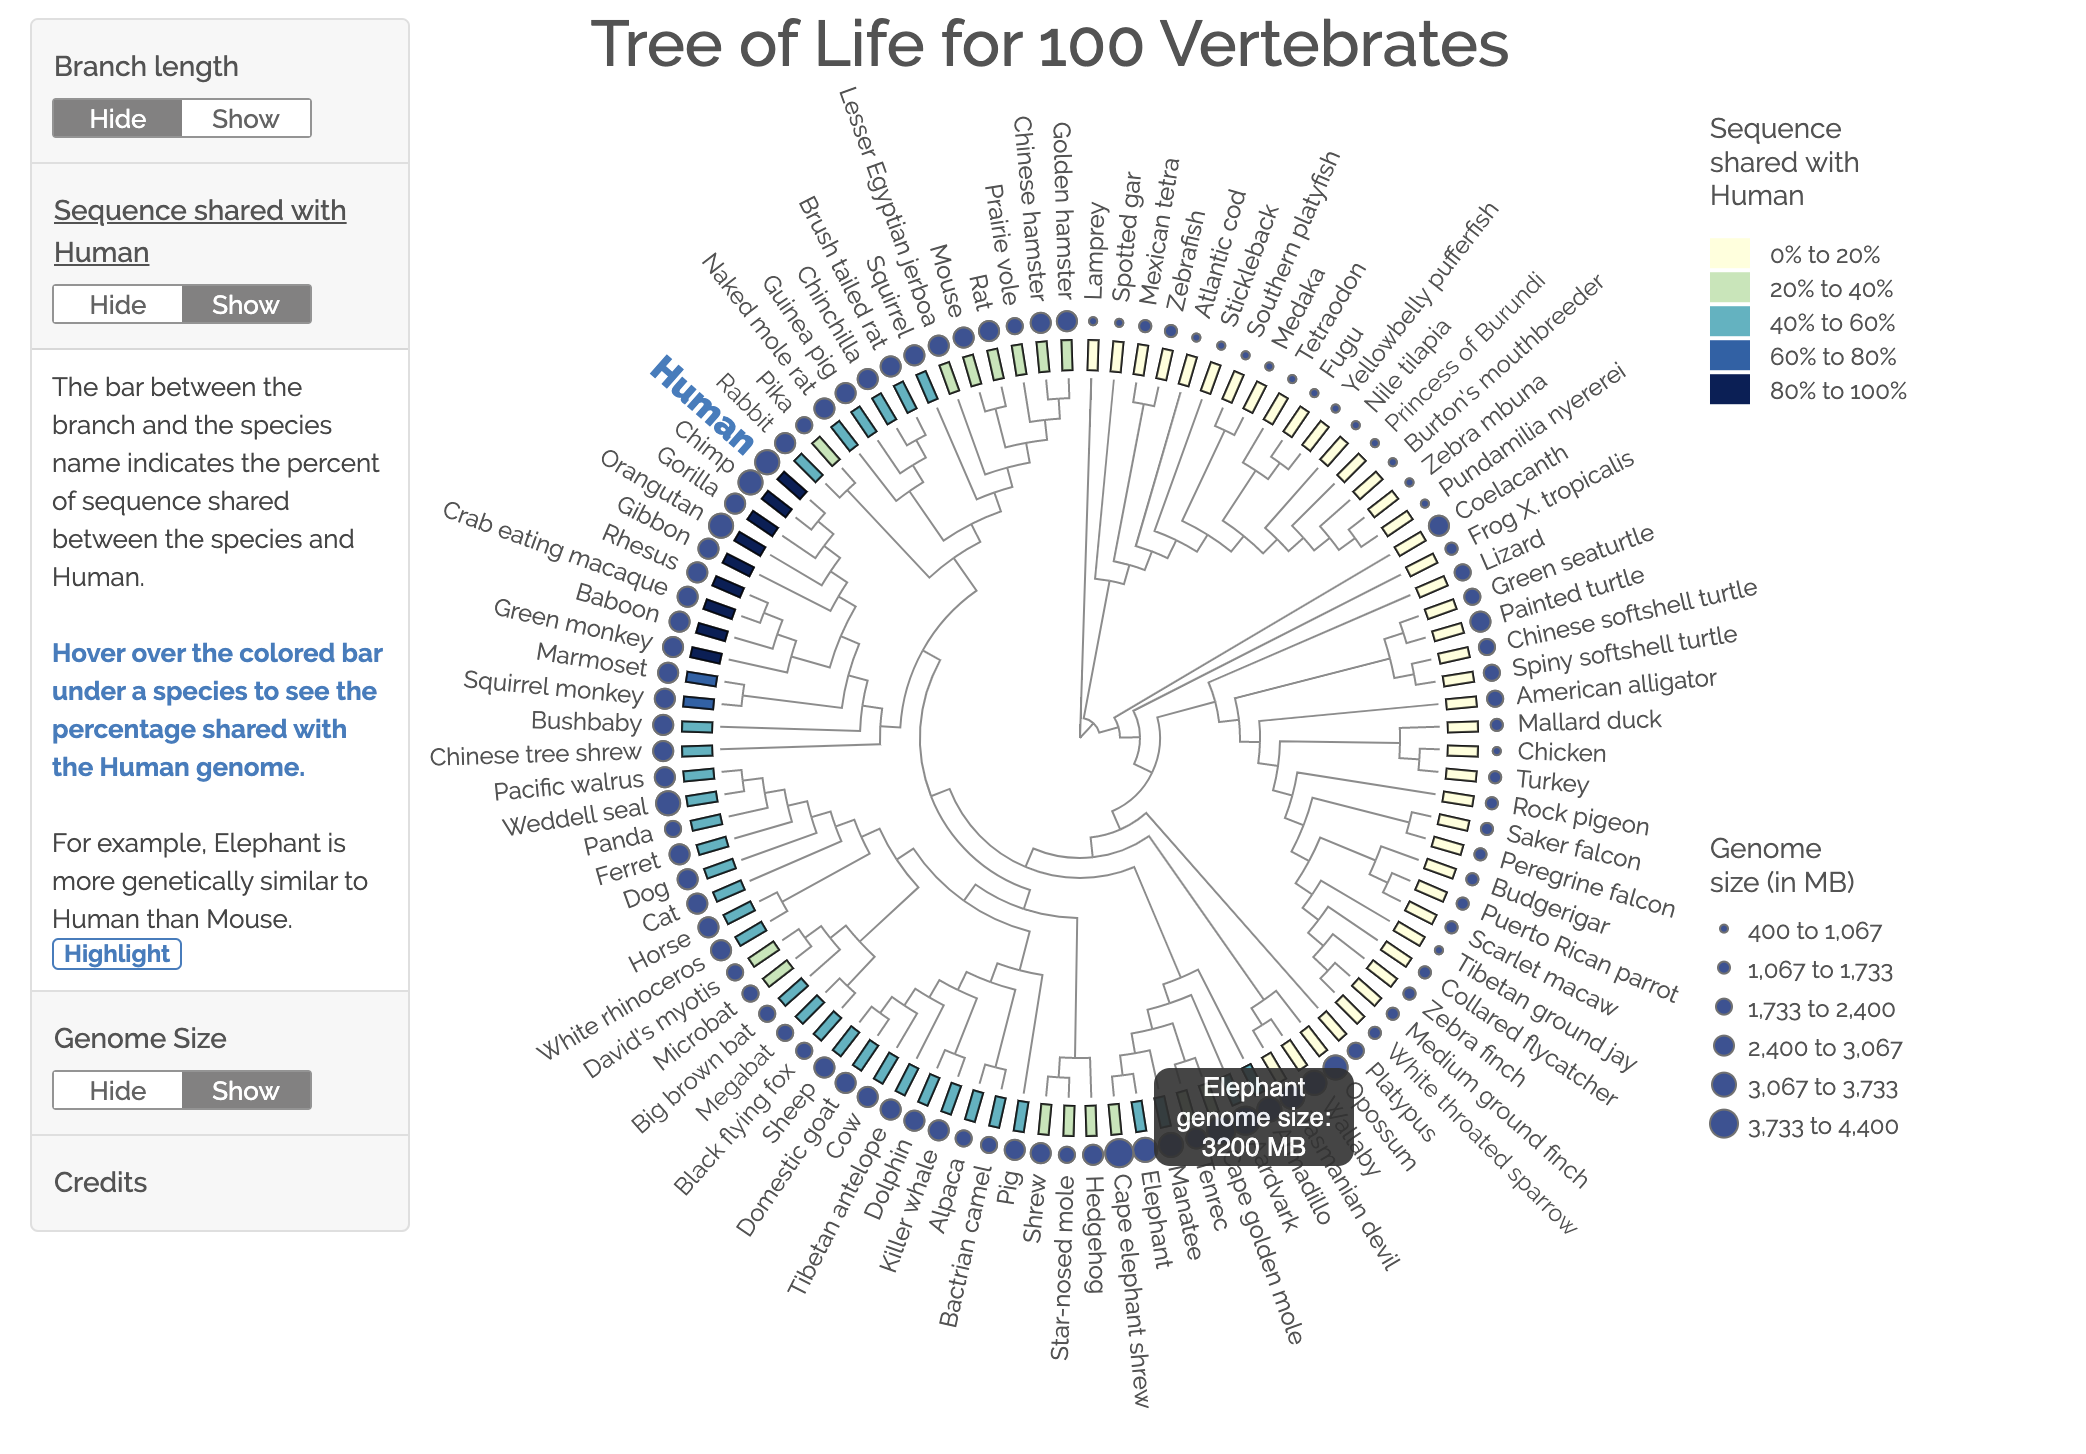 Tree of Life for 100 Vertebrates
Branch length
Hide
Show
Sequence shared with
Human
Hide
Show
The bar between the
branch and the species
name indicates the percent
of sequence shared
between the species and
Human.
Hover over the colored bar
under a species to see the
percentage shared with
the Human genome.
For example, Elephant is
more genetically similar to
Human than Mouse.
Highlight
Genome Size
Hide
Show
Credits
Lamprey
Spotted gar
Mexican tetra
Zebrafish
Atlantic cod
Stickleback
Southern platyfish
Medaka
Tetraodon
Fugu
Yellowbelly pufferfish
Nile tilapia
Princess of Burundi
Burton's mouthbreeder
Zebra mbuna
Pundamilia nyererei
Coelacanth
Frog X. tropicalis
Lizard
Green seaturtle
Painted turtle
Chinese softshell turtle
Spiny softshell turtle
American alligator
Mallard duck
Chicken
Turkey
Rock pigeon
Saker falcon
Peregrine falcon
Budgerigar
Puerto Rican parrot
Scarlet macaw
Tibetan ground jay
Collared flycatcher
Zebra finch
Medium ground finch
White throated sparrow
Platypus
Opossum
Wallaby
asmanian devil
nadillo
ardvark
ape golden mole
Tenrec
Manatee
Elephant
Cape elephant shrew
Hedgehog
Star-nosed mole
Shrew
Pig
Bactrian camel
Alpaca
Killer whale
Dolphin
Tibetan antelope
Cow
Domestic goat
Sheep
Black flying fox
Megabat
Big brown bat
Microbat
David's myotis
White rhinoceros
Horse
Cat
Dog
Ferret
Panda
Weddell seal
Pacific walrus
Chinese tree shrew
Bushbaby
Squirrel monkey
Marmoset
Green monkey
Baboon
Crab eating macaque
Rhesus
Gibbon
Orangutan
Gorilla
Chimp
Human
Rabbit
Pika
Naked mole rat
Guinea pig
Chinchilla
Brush tailed rat
Squirrel
Lesser Egyptian jerboa
Mouse
Rat
Prairie vole
Chinese hamster
Golden hamster
Elephant
genome size:
3200 MB
Sequence
shared with
Human
0% to 20%
20% to 40%
40% to 60%
60% to 80%
80% to 100%
Genome
size (in MB)
400 to 1,067
1,067 to 1,733
1,733 to 2,400
2,400 to 3,067
3,067 to 3,733
3,733 to 4,400